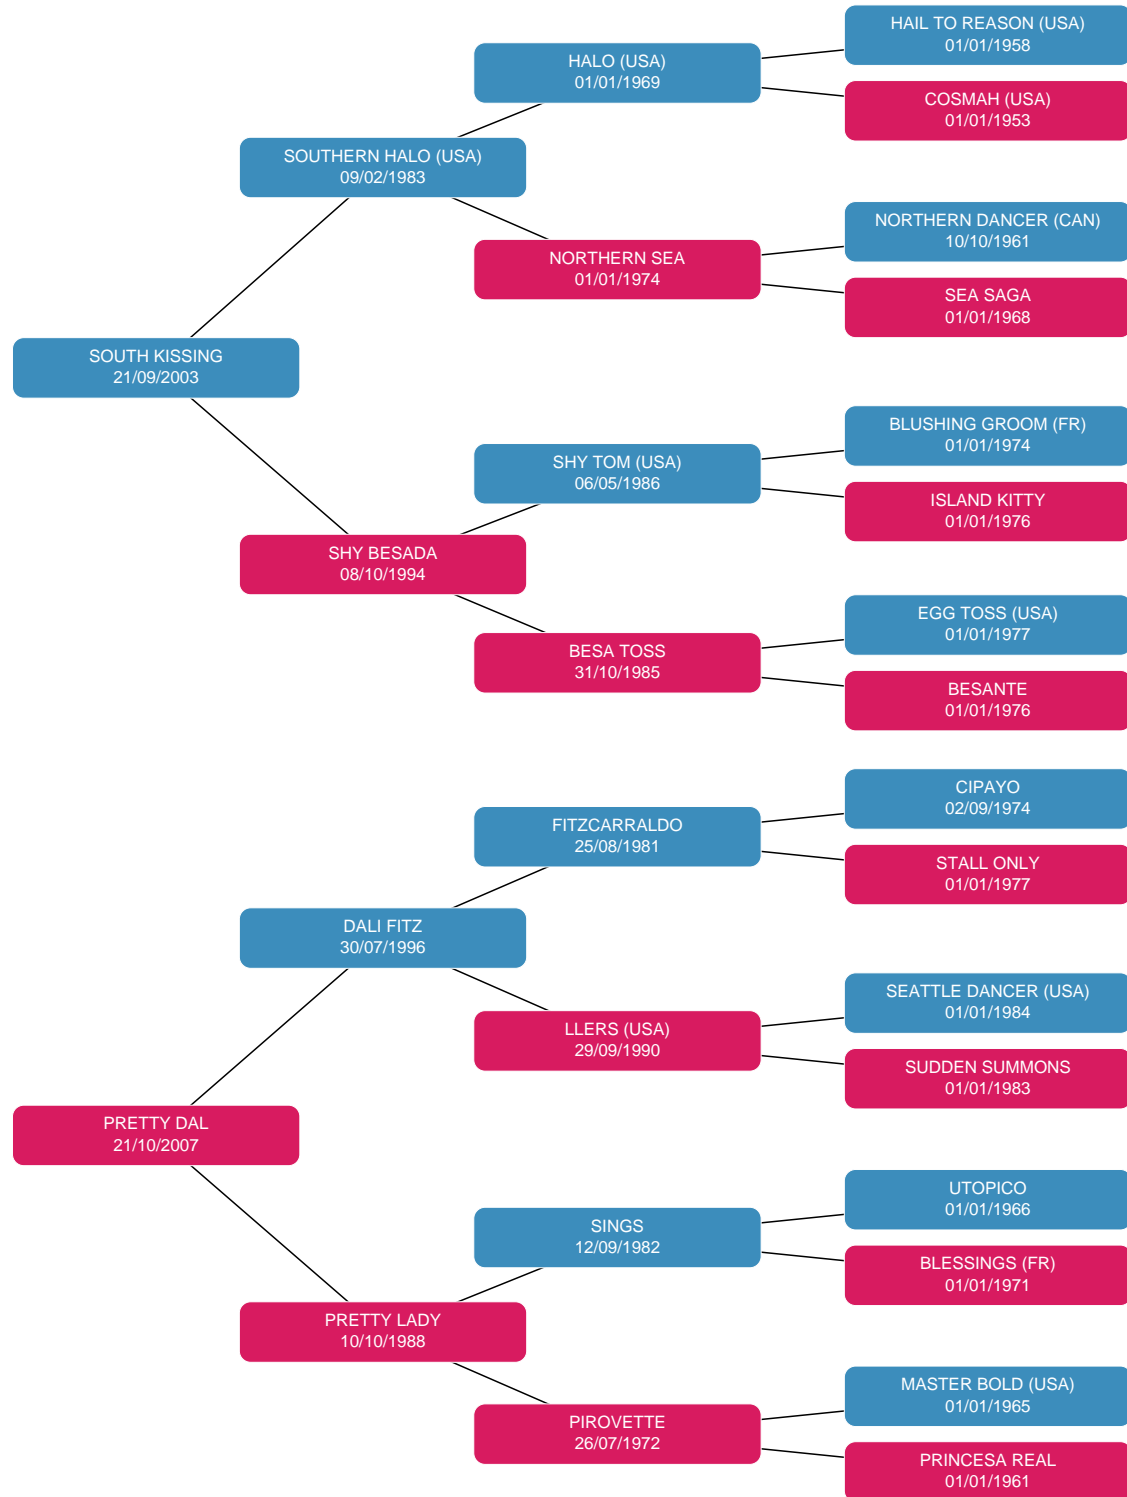 HAIL TO REASON (USA)
01/01/1958
HALO (USA)
01/01/1969
COSMAH (USA)
01/01/1953
SOUTHERN HALO (USA)
09/02/1983
NORTHERN DANCER (CAN)
10/10/1961
NORTHERN SEA
01/01/1974
SEA SAGA
01/01/1968
SOUTH KISSING
21/09/2003
BLUSHING GROOM (FR)
01/01/1974
SHY TOM (USA)
06/05/1986
ISLAND KITTY
01/01/1976
SHY BESADA
08/10/1994
EGG TOSS (USA)
01/01/1977
BESA TOSS
31/10/1985
BESANTE
01/01/1976
CIPAYO
02/09/1974
FITZCARRALDO
25/08/1981
STALL ONLY
01/01/1977
DALI FITZ
30/07/1996
SEATTLE DANCER (USA)
01/01/1984
LLERS (USA)
29/09/1990
SUDDEN SUMMONS
01/01/1983
PRETTY DAL
21/10/2007
UTOPICO
01/01/1966
SINGS
12/09/1982
BLESSINGS (FR)
01/01/1971
PRETTY LADY
10/10/1988
MASTER BOLD (USA)
01/01/1965
PIROVETTE
26/07/1972
PRINCESA REAL
01/01/1961